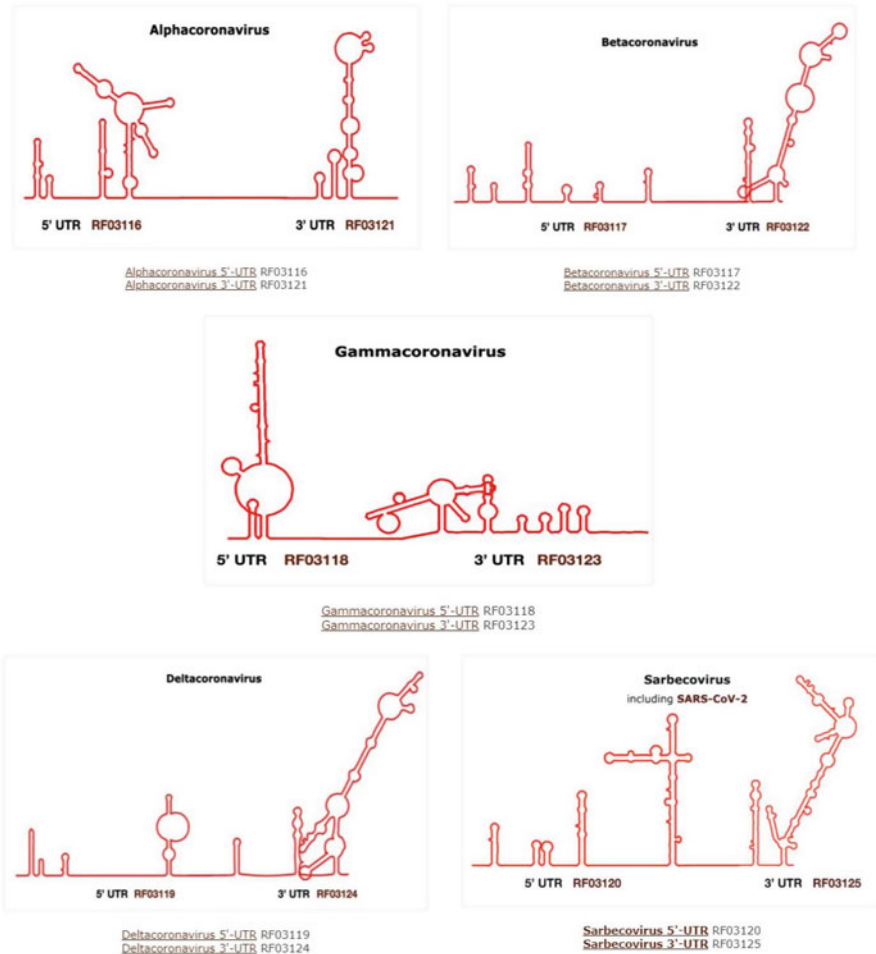 Alphacoronavirus
5' UTR RF03116
3' UTR RF03121
Alphacoronavirus 5'-UTR RF03116
Alphacoronavirus 3'-UTR RF03121
Betacoronavirus
5' UTR RF03117
3' UTR RF03122
Betacoronavirus 5'-UTR RF03117
Betacoronavirus 3'-UTR RF03122
Gammacoronavirus
5' UTR RF03118
3' UTR RF03123
Gammacoronavirus 5'-UTR RF03118
Gammacoronavirus 3'-UTR RF03123
Deltacoronavirus
5' UTR RF03119
3' UTR RF03124
Deltacoronavirus 5'-UTR RF03119
Deltacoronavirus 3'-UTR RF03124
Sarbecovirus
including SARS-CoV-2
5' UTR RF03120
3' UTR RF03125
Sarbecovirus 5'-UTR RF03120
Sarbecovirus 3'-UTR RF03125